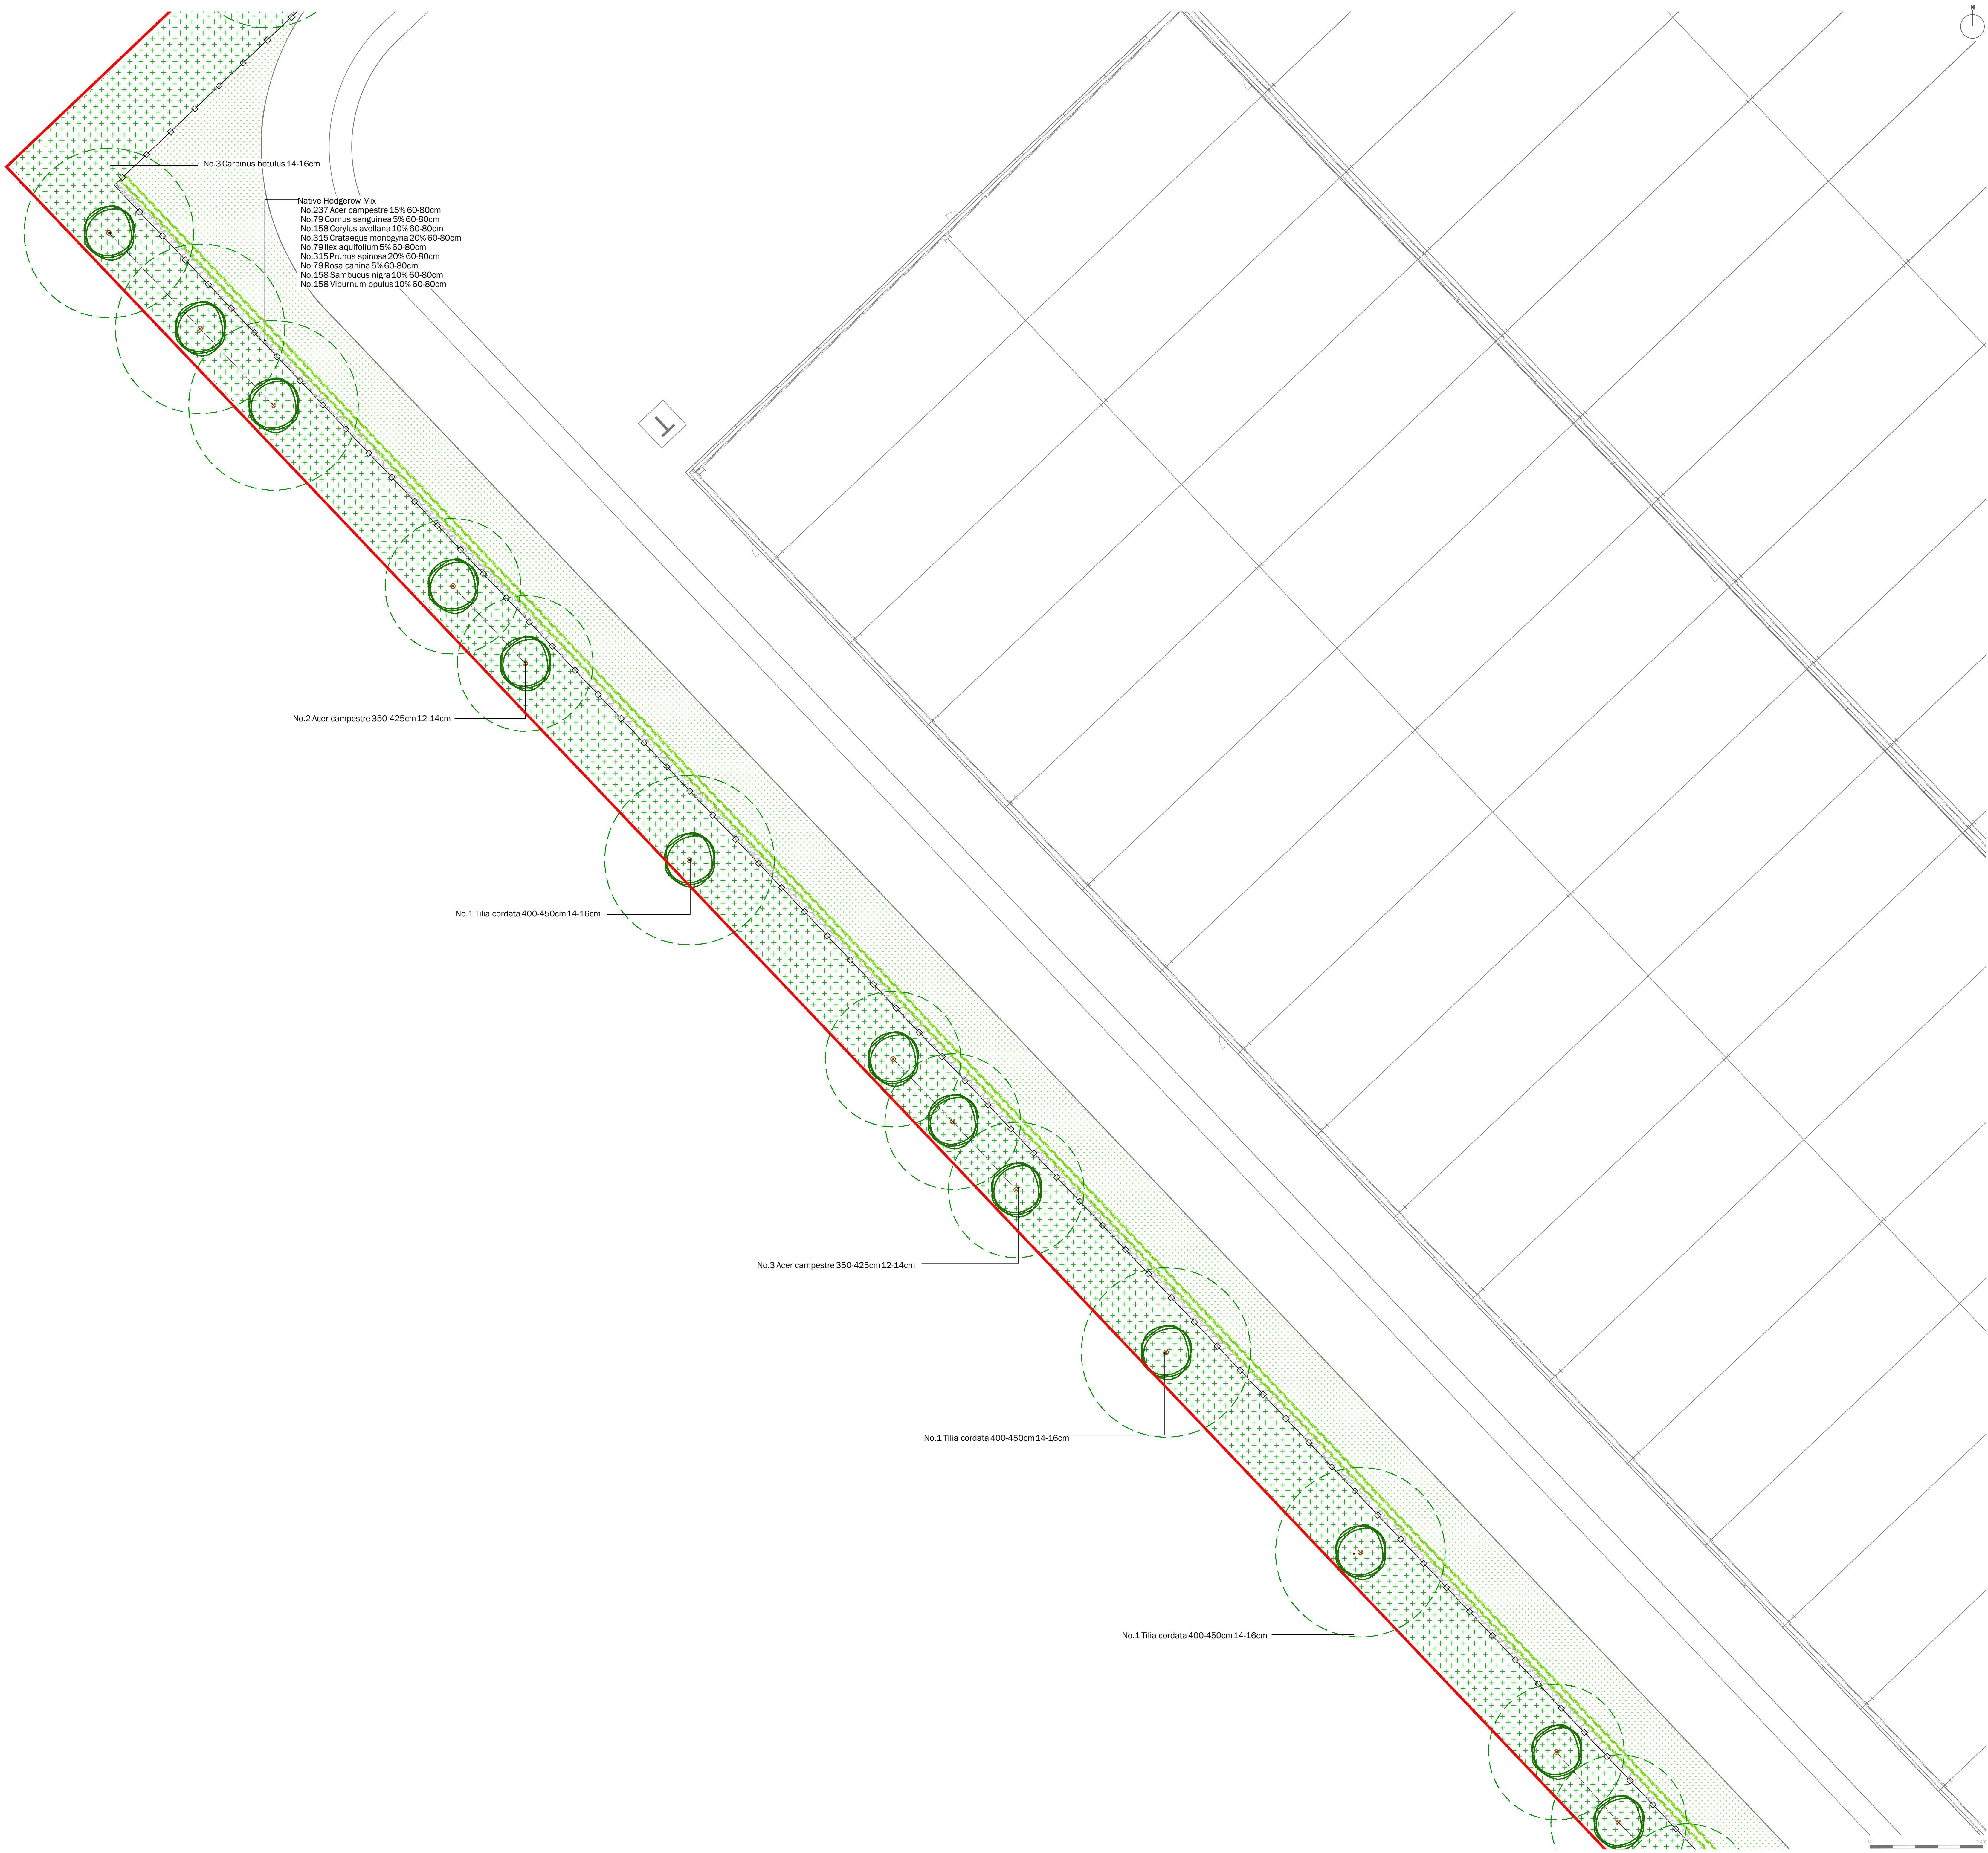 N
No.3 Carpinus betulus 14-16cm
Native Hedgerow Mix
No.237 Acer campestre 15% 60-80cm
No.79 Cornus sanguinea 5% 60-80cm
No.158 Corylus avellana 10% 60-80cm
No.315 Crataegus monogyna 20% 60-80cm
No.79 Ilex aquifolium 5% 60-80cm
No.315 Prunus spinosa 20% 60-80cm
No.79 Rosa canina 5% 60-80cm
No.158 Sambucus nigra 10% 60-80cm
No.158 Viburnum opulus 10% 60-80cm
1
No.2 Acer campestre 350-425cm 12-14cm
No.1 Tilia cordata 400-450cm 14-16cm
No.3 Acer campestre 350-425cm 12-14cm
No.1 Tilia cordata 400-450cm 14-16cm
No.1 Tilia cordata 400-450cm 14-16cm
0 10m